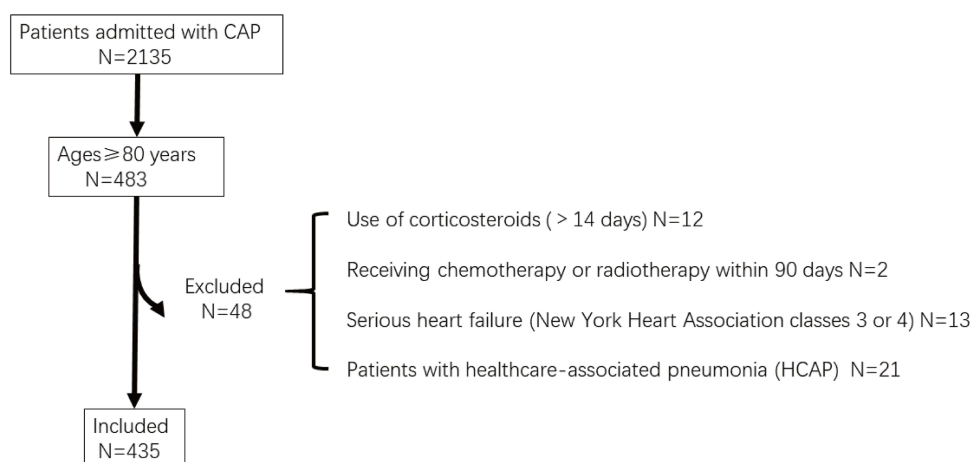 Patients admitted with CAP
N=2135
Ages≥80 years
N=483
Excluded
N=48
Use of corticosteroids (＞14 days) N=12
Receiving chemotherapy or radiotherapy within 90 days N=2
Serious heart failure (New York Heart Association classes 3 or 4) N=13
Patients with healthcare-associated pneumonia (HCAP) N=21
Included
N=435